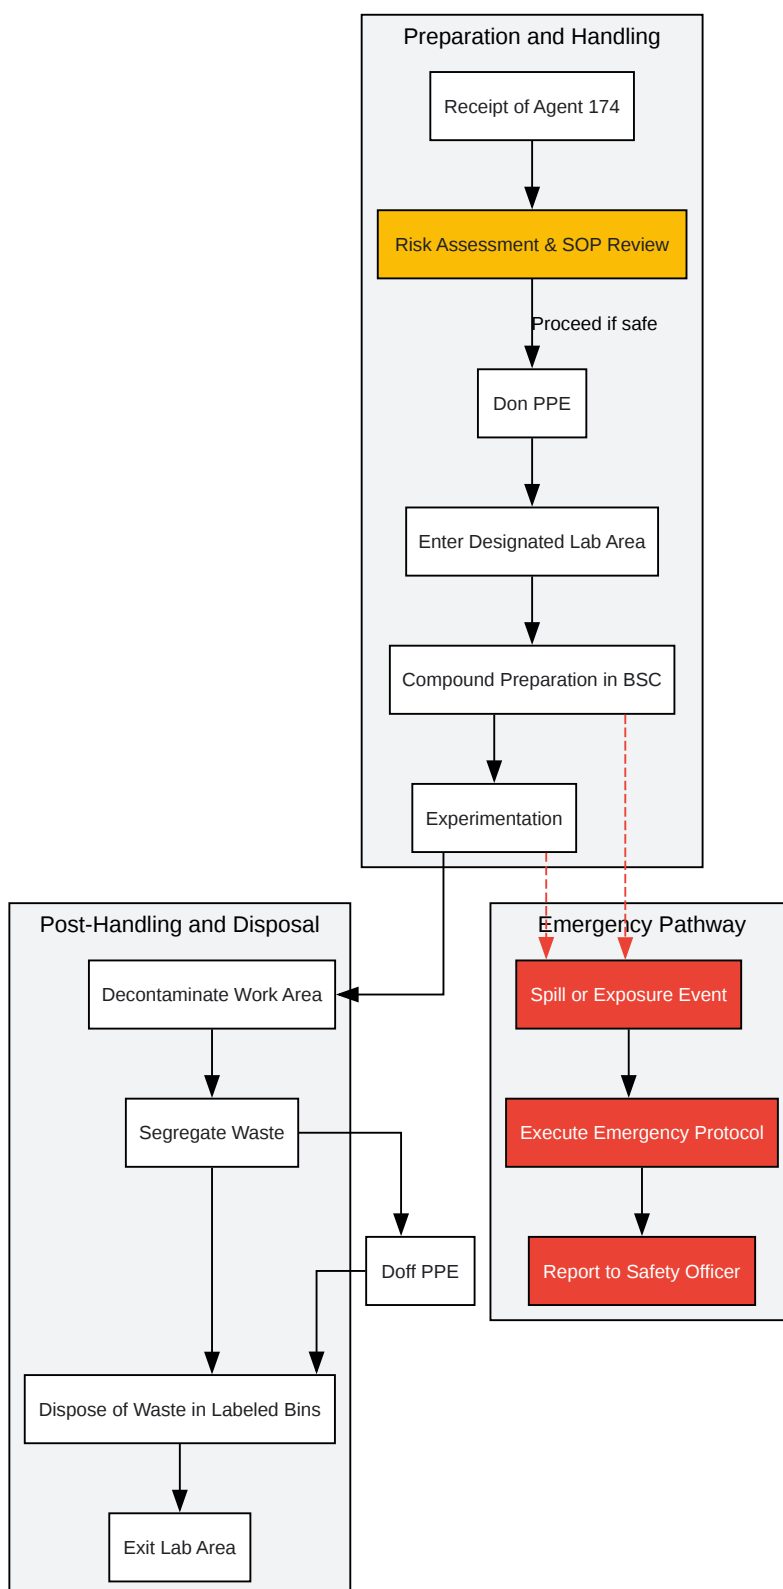 Preparation and Handling
Receipt of Agent 174
Risk Assessment & SOP Review
Proceed if safe
Don PPE
Enter Designated Lab Area
Compound Preparation in BSC
Experimentation
Post-Handling and Disposal
Decontaminate Work Area
Segregate Waste
Doff PPE
Dispose of Waste in Labeled Bins
Exit Lab Area
Emergency Pathway
Spill or Exposure Event
Execute Emergency Protocol
Report to Safety Officer